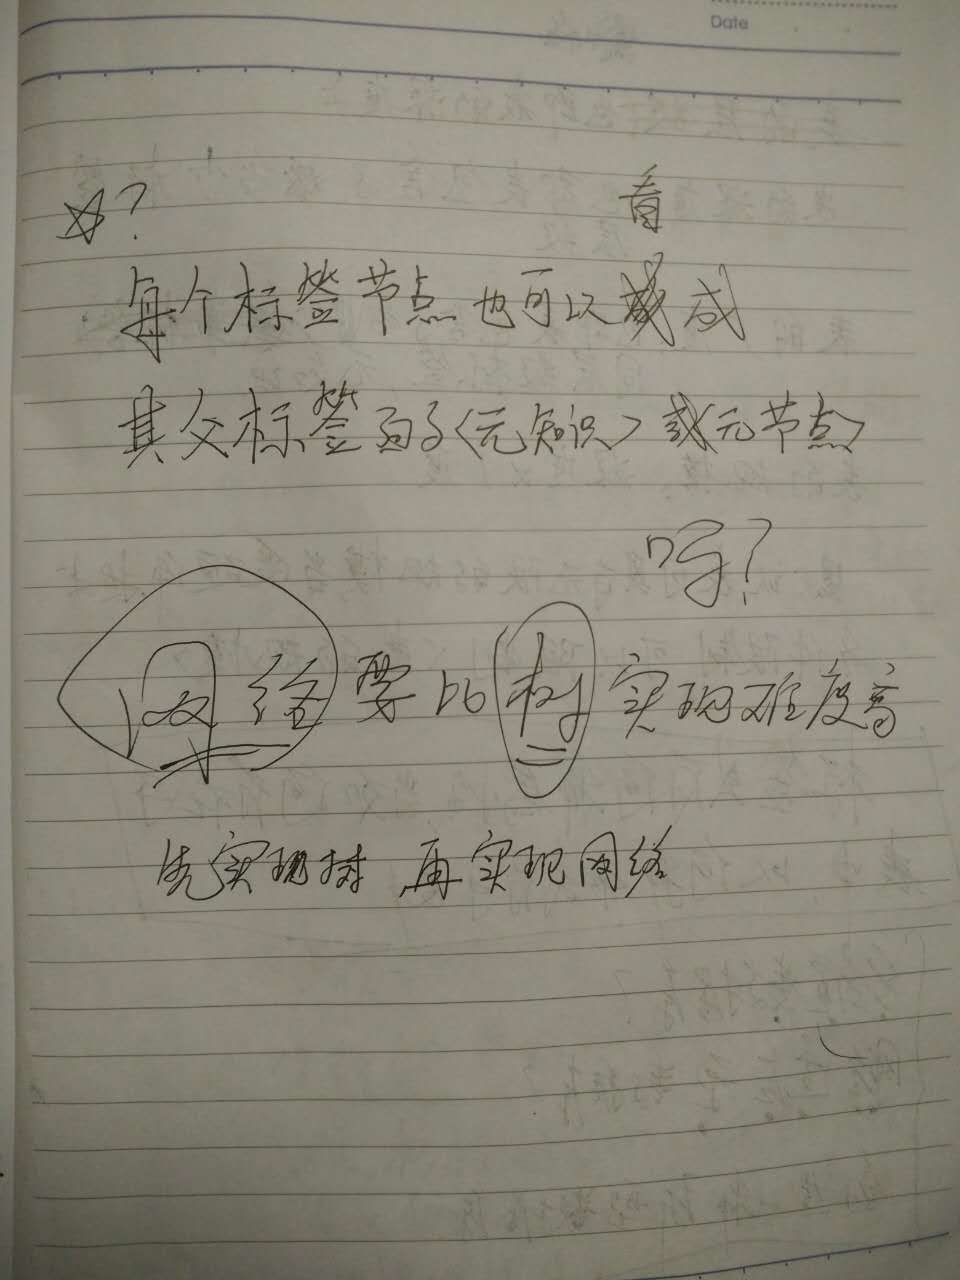 Date
☆?
看
每个标签节点也可以成
其父标签的子<元知识>或<元节点>
吗?
网络要比树实现难度高
先实现树 再实现网络